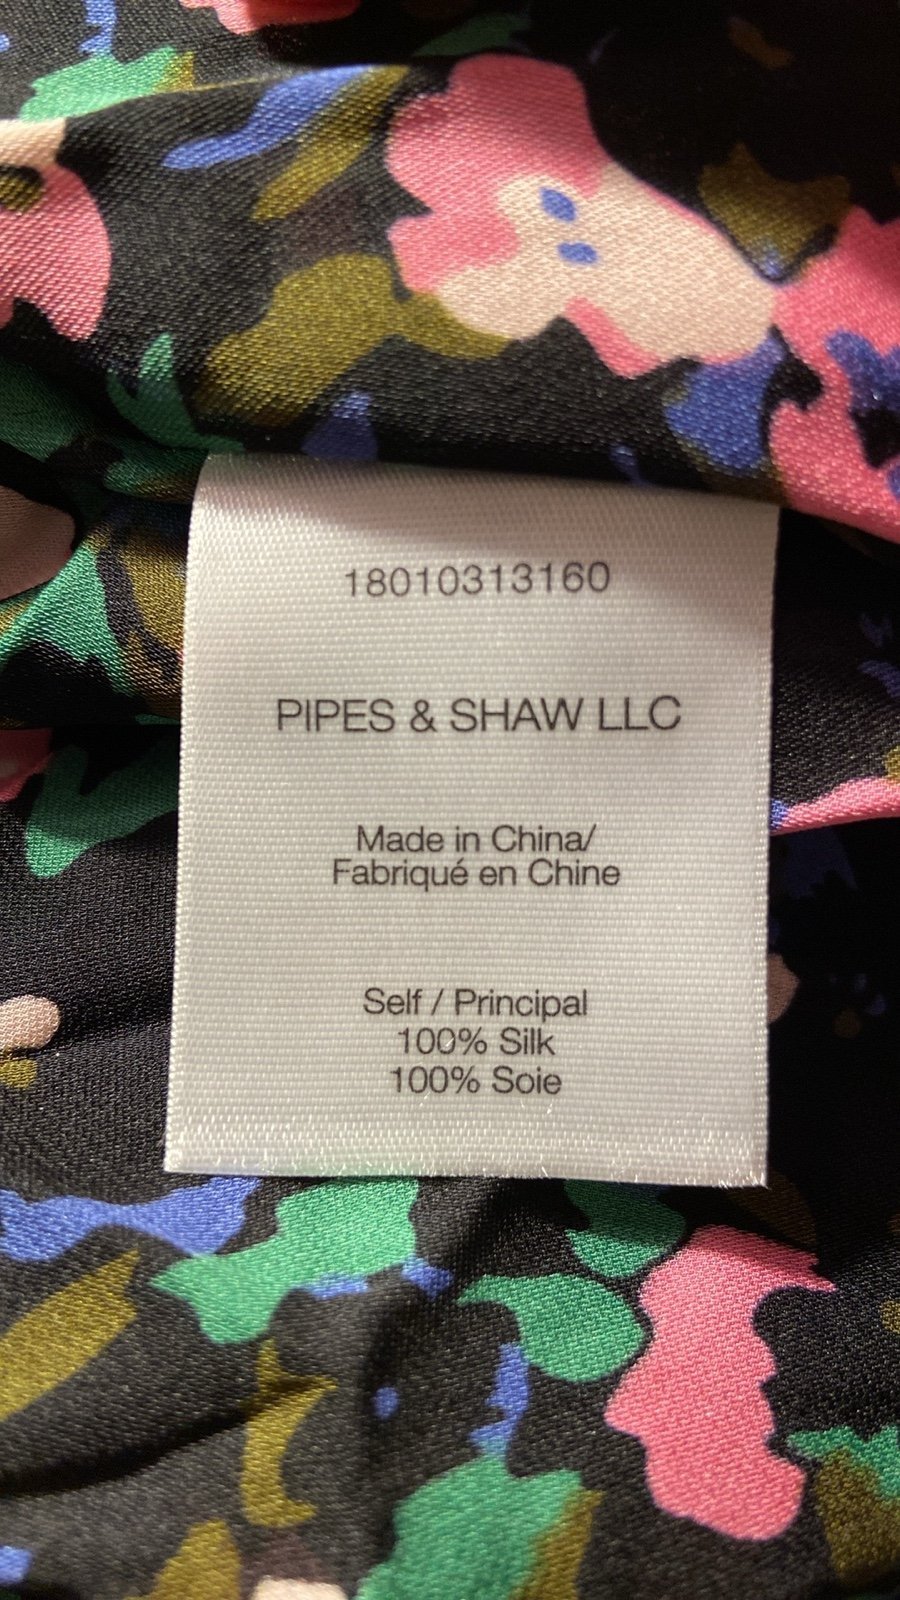 18010313160
PIPES & SHAW LLC
Made in China/
Fabriqué en Chine
Self / Principal
100% Silk
100% Soie